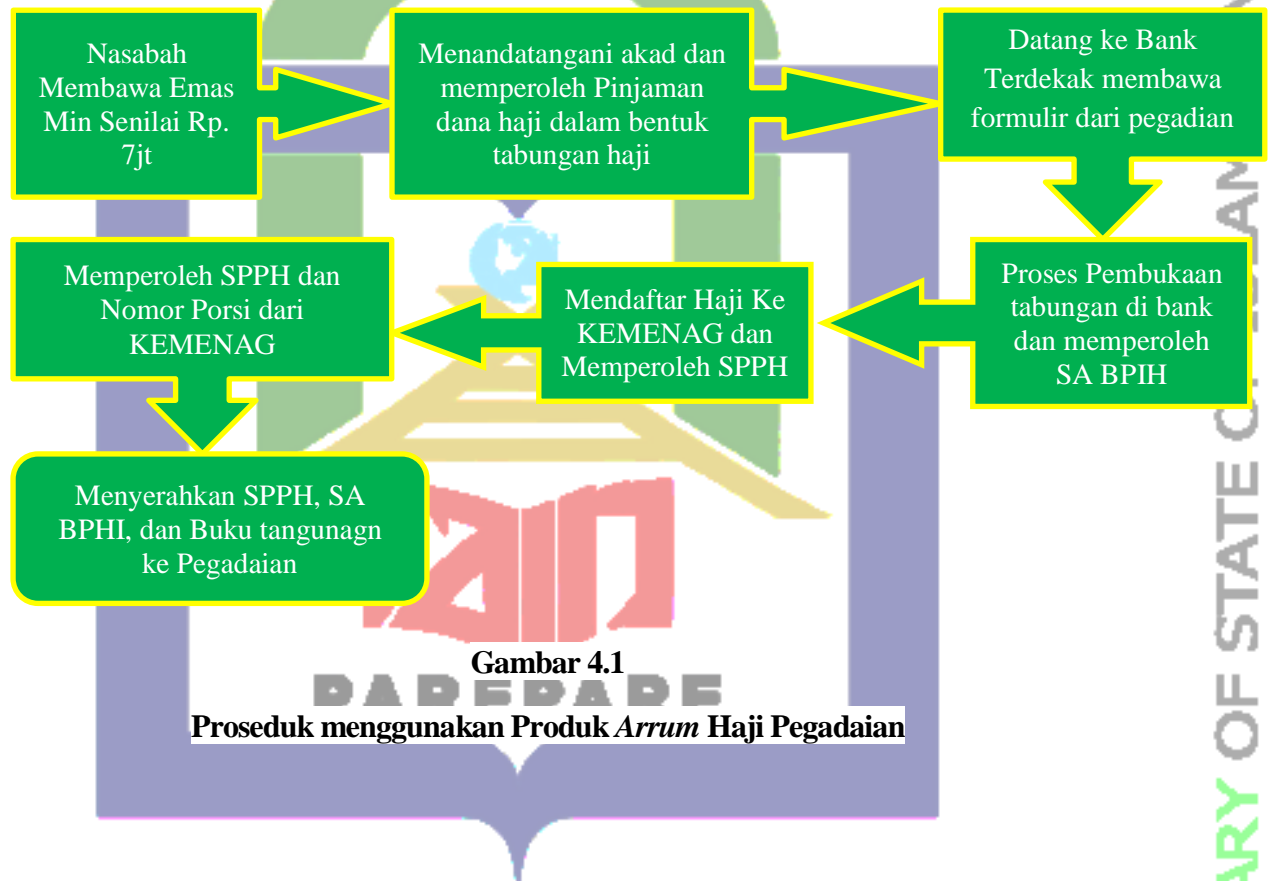 Nasabah
Membawa Emas
Min Senilai Rp.
7jt
Menandatangani akad dan
memperoleh Pinjaman
dana haji dalam bentuk
tabungan haji
Datang ke Bank
Terdekak membawa
formulir dari pegadian
Proses Pembukaan
tabungan di bank
dan memperoleh
SA BPIH
Mendaftar Haji Ke
KEMENAG dan
Memperoleh SPPH
Memperoleh SPPH dan
Nomor Porsi dari
KEMENAG
Menyerahkan SPPH, SA
BPHI, dan Buku tangunagn
ke Pegadaian
Gambar 4.1
PAREPARE
Proseduk menggunakan Produk Arrum Haji Pegadaian
OF STATE OF